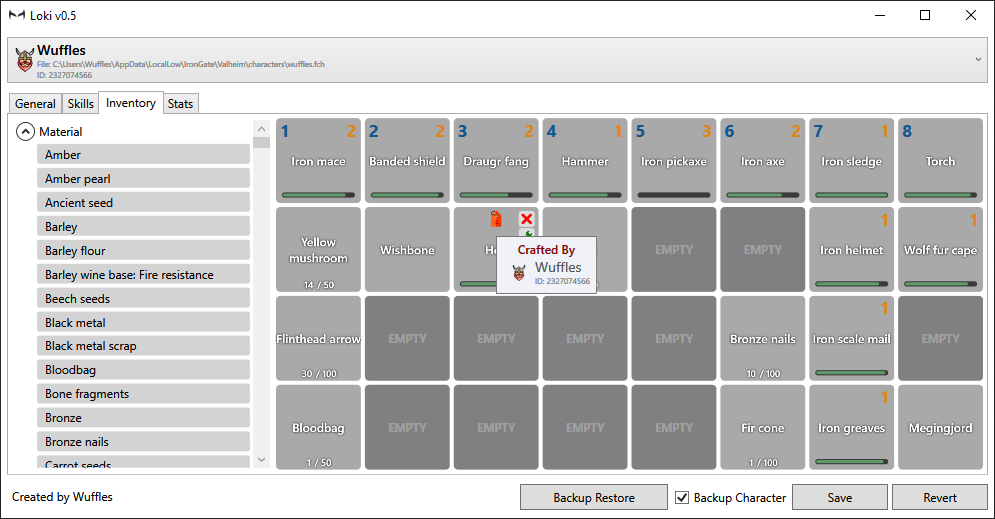 Loki v0.5
Wuffles
File: C:\Users\Wuffles\AppData\LocalLow\IronGate\Valheim\characters\wuffles.fch
ID: 2327074566
General Skills Inventory Stats
Material
Amber
Amber pearl
Ancient seed
Barley
Barley flour
Barley wine base: Fire resistance
Beech seeds
Black metal
Black metal scrap
Bloodbag
Bone fragments
Bronze
Bronze nails
Carrot seeds
1 2 2 2 3 2 4 1 5 3 6 2 7 1 8
Iron mace Banded shield Draugr fang Hammer Iron pickaxe Iron axe Iron sledge Torch
1 1
Yellow
mushroom
Wishbone EMPTY EMPTY Iron helmet Wolf fur cape
14 / 50
Crafted By
Wuffles
ID: 2327074566
1
Flinthead arrow EMPTY EMPTY EMPTY EMPTY Bronze nails Iron scale mail EMPTY
30 / 100 10 / 100
1
Bloodbag EMPTY EMPTY EMPTY EMPTY Fir cone Iron greaves Megingjord
1 / 50 1 / 100
Created by Wuffles
Backup Restore Backup Character Save Revert